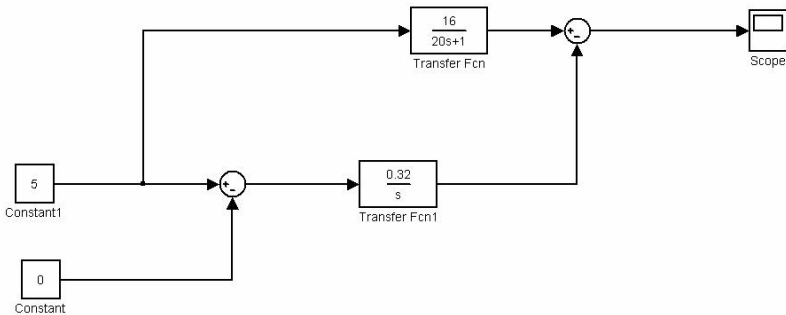 16
20s+1
Transfer Fcn
+
-
Scope
5
Constant1
+
-
0.32
s
Transfer Fcn1
0
Constant